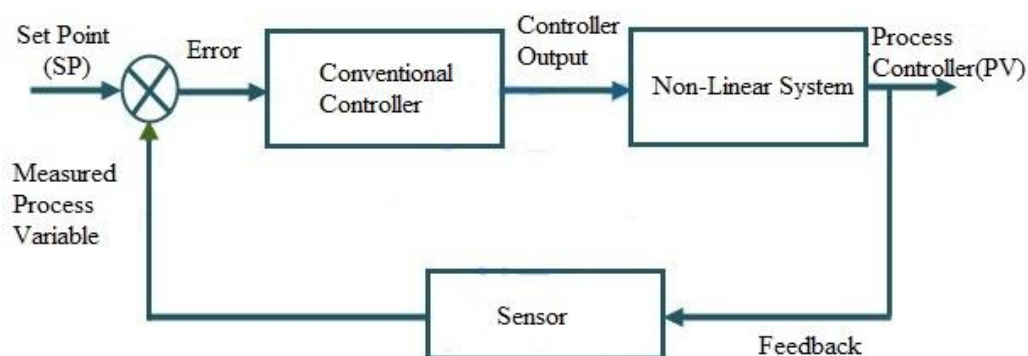 Set Point
(SP)
Error
Conventional
Controller
Controller
Output
Non-Linear System
Process
Controller(PV)
Measured
Process
Variable
Sensor
Feedback